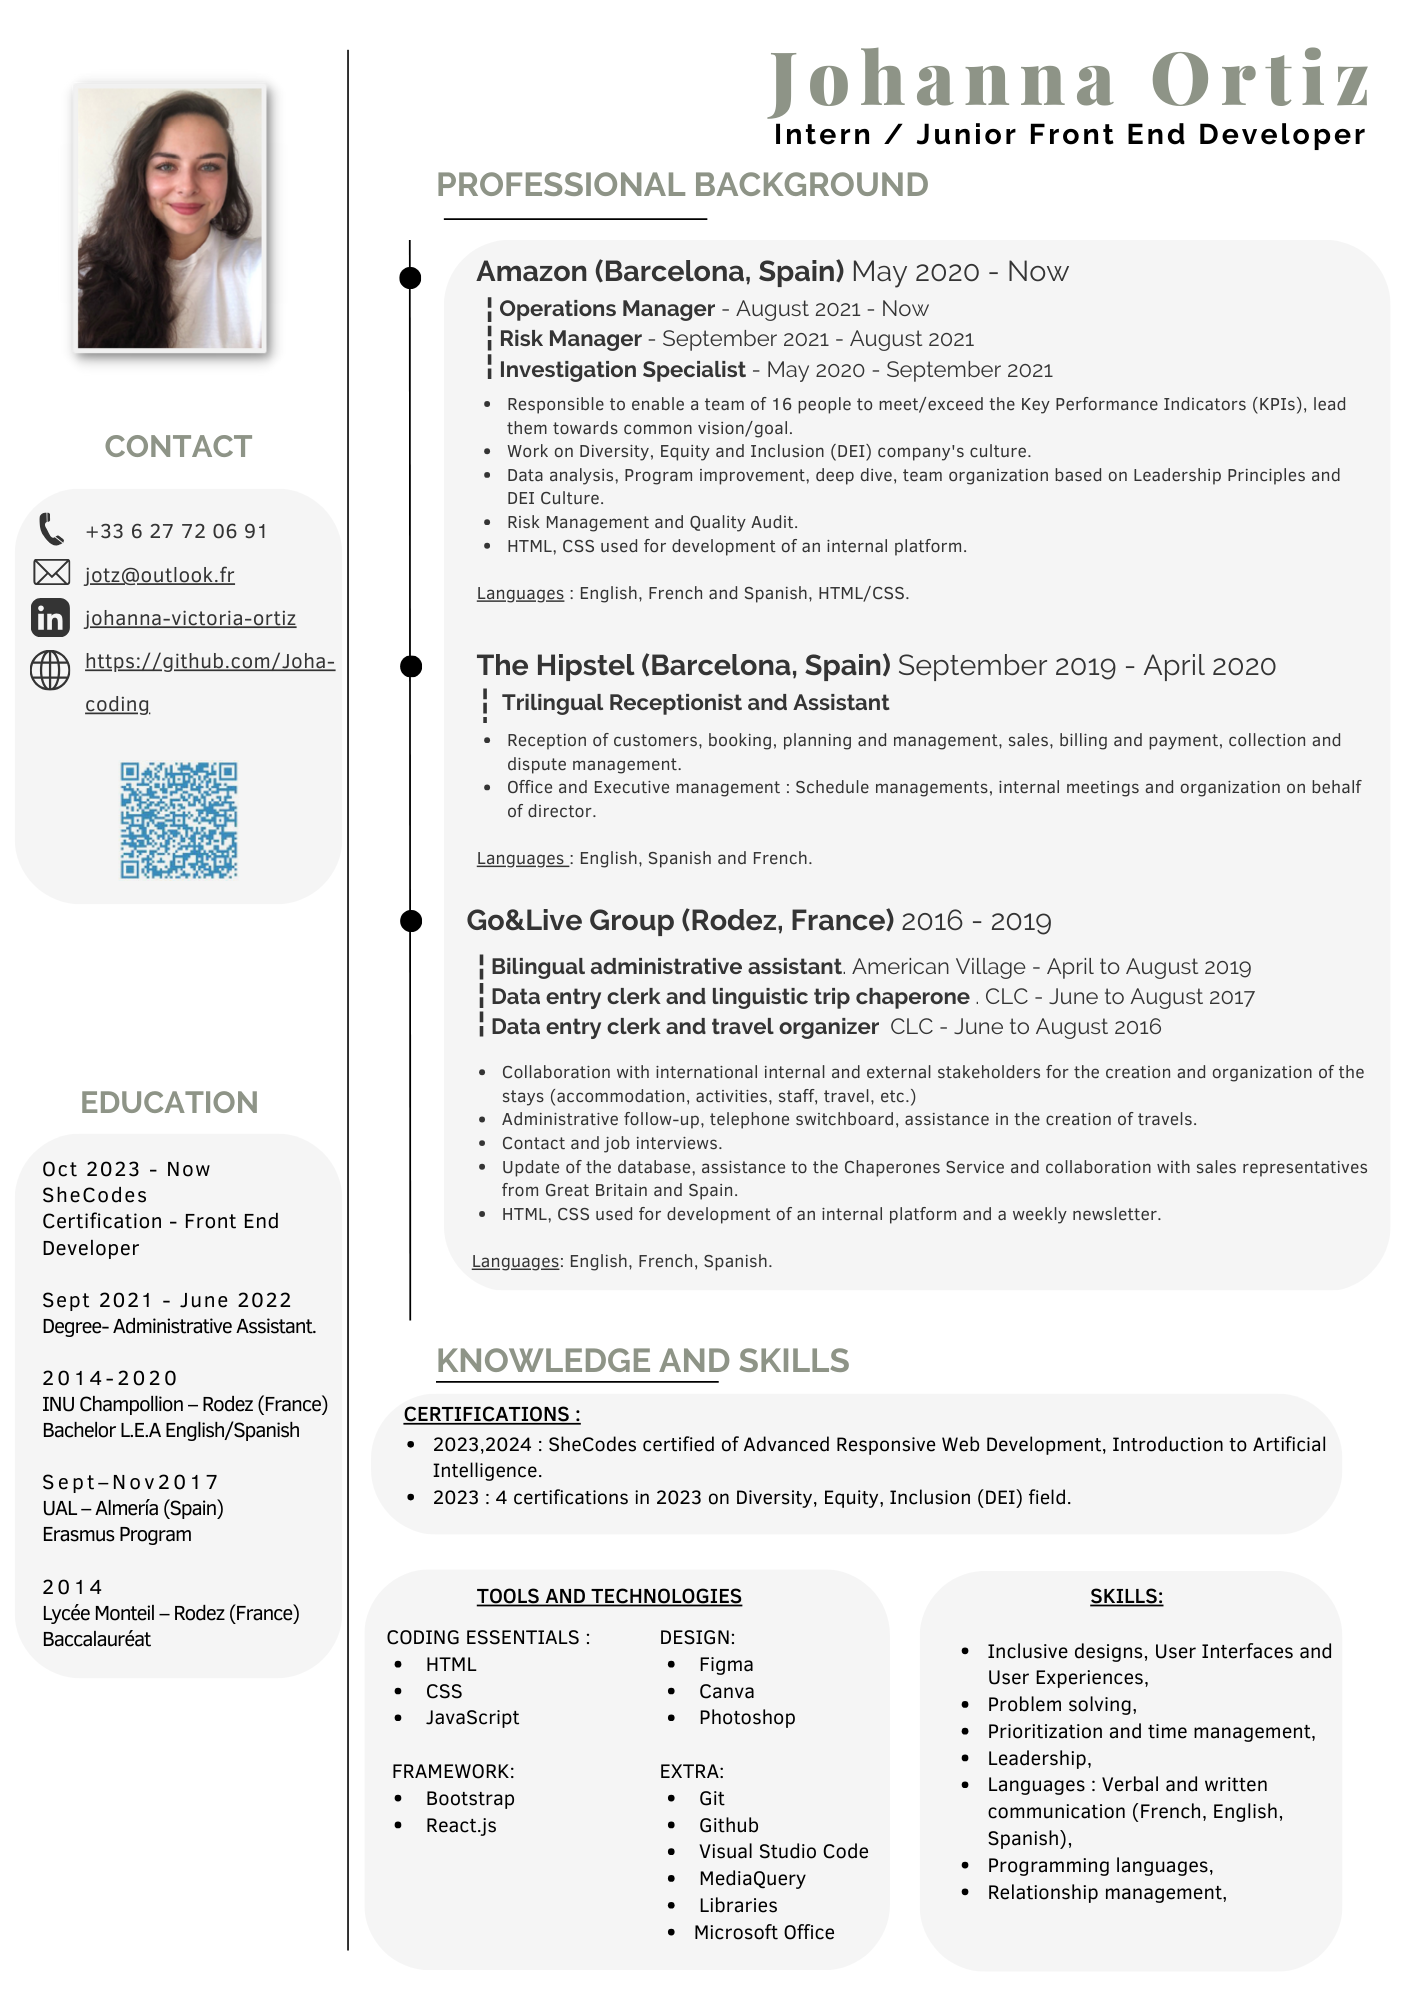 Johanna Ortiz
Intern / Junior Front End Developer
CONTACT
+33 6 27 72 06 91
jotz@outlook.fr
johanna-victoria-ortiz
https://github.com/Joha-
coding
EDUCATION
Oct 2023 - Now
SheCodes
Certification - Front End
Developer
Sept 2021 - June 2022
Degree- Administrative Assistant.
2014-2020
INU Champollion – Rodez (France)
Bachelor L.E.A English/Spanish
Sept–Nov2017
UAL – Almería (Spain)
Erasmus Program
2014
Lycée Monteil – Rodez (France)
Baccalauréat
PROFESSIONAL BACKGROUND
Amazon (Barcelona, Spain) May 2020 - Now
Operations Manager - August 2021 - Now
Risk Manager - September 2021 - August 2021
Investigation Specialist - May 2020 - September 2021
• Responsible to enable a team of 16 people to meet/exceed the Key Performance Indicators (KPIs), lead
them towards common vision/goal.
• Work on Diversity, Equity and Inclusion (DEI) company's culture.
• Data analysis, Program improvement, deep dive, team organization based on Leadership Principles and
DEI Culture.
• Risk Management and Quality Audit.
• HTML, CSS used for development of an internal platform.
Languages : English, French and Spanish, HTML/CSS.
The Hipstel (Barcelona, Spain) September 2019 - April 2020
Trilingual Receptionist and Assistant
• Reception of customers, booking, planning and management, sales, billing and payment, collection and
dispute management.
• Office and Executive management : Schedule managements, internal meetings and organization on behalf
of director.
Languages : English, Spanish and French.
Go&Live Group (Rodez, France) 2016 - 2019
Bilingual administrative assistant. American Village - April to August 2019
Data entry clerk and linguistic trip chaperone . CLC - June to August 2017
Data entry clerk and travel organizer CLC - June to August 2016
• Collaboration with international internal and external stakeholders for the creation and organization of the
stays (accommodation, activities, staff, travel, etc.)
• Administrative follow-up, telephone switchboard, assistance in the creation of travels.
• Contact and job interviews.
• Update of the database, assistance to the Chaperones Service and collaboration with sales representatives
from Great Britain and Spain.
• HTML, CSS used for development of an internal platform and a weekly newsletter.
Languages: English, French, Spanish.
KNOWLEDGE AND SKILLS
CERTIFICATIONS :
• 2023,2024 : SheCodes certified of Advanced Responsive Web Development, Introduction to Artificial
Intelligence.
• 2023 : 4 certifications in 2023 on Diversity, Equity, Inclusion (DEI) field.
TOOLS AND TECHNOLOGIES
CODING ESSENTIALS :
• HTML
• CSS
• JavaScript
FRAMEWORK:
• Bootstrap
• React.js
DESIGN:
• Figma
• Canva
• Photoshop
EXTRA:
• Git
• Github
• Visual Studio Code
• MediaQuery
• Libraries
• Microsoft Office
SKILLS:
• Inclusive designs, User Interfaces and
User Experiences,
• Problem solving,
• Prioritization and time management,
• Leadership,
• Languages : Verbal and written
communication (French, English,
Spanish),
• Programming languages,
• Relationship management,